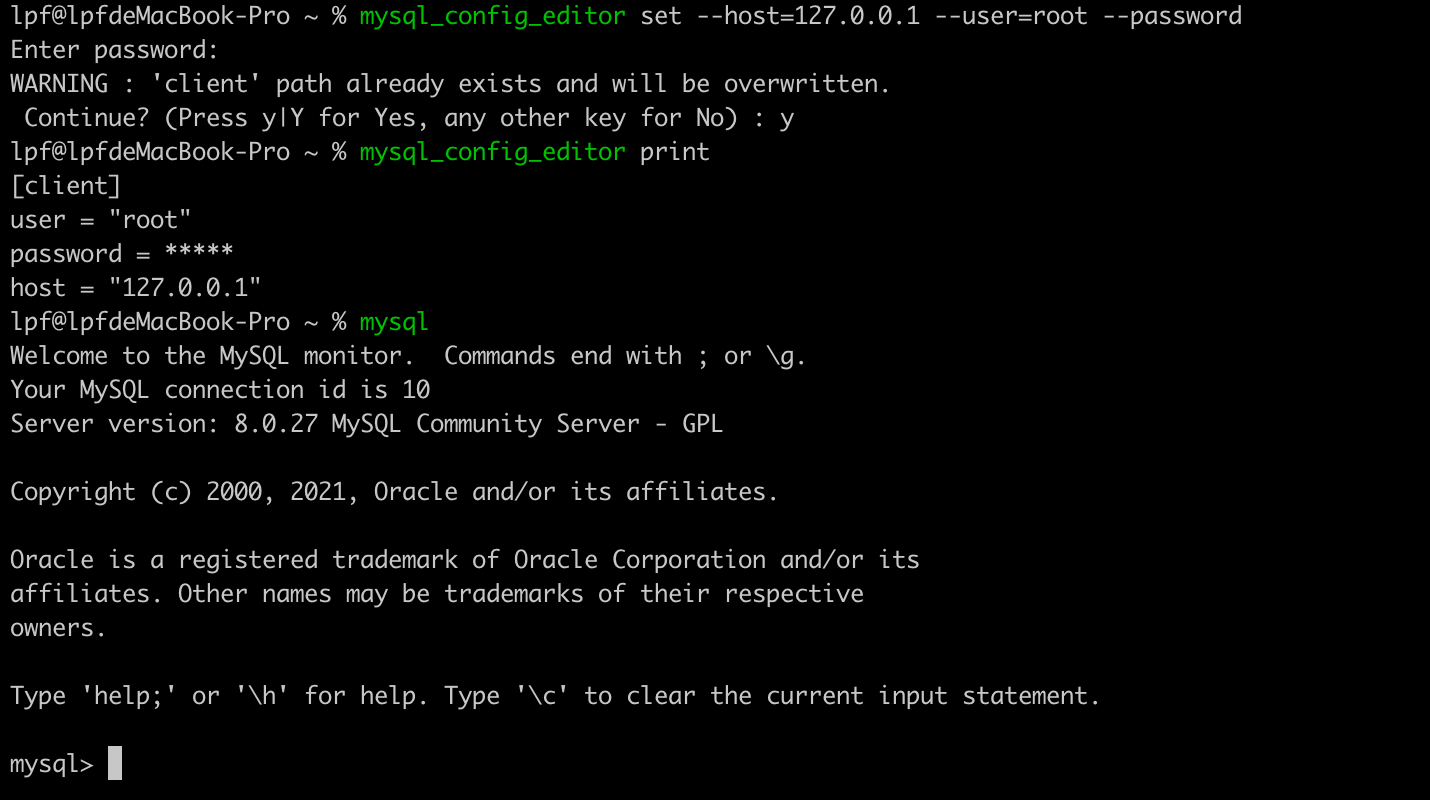 lpf@lpfdeMacBook-Pro ~ % mysql_config_editor set --host=127.0.0.1 --user=root --password
Enter password:
WARNING : 'client' path already exists and will be overwritten.
 Continue? (Press y|Y for Yes, any other key for No) : y
lpf@lpfdeMacBook-Pro ~ % mysql_config_editor print
[client]
user = "root"
password = *****
host = "127.0.0.1"
lpf@lpfdeMacBook-Pro ~ % mysql
Welcome to the MySQL monitor.  Commands end with ; or \g.
Your MySQL connection id is 10
Server version: 8.0.27 MySQL Community Server - GPL

Copyright (c) 2000, 2021, Oracle and/or its affiliates.

Oracle is a registered trademark of Oracle Corporation and/or its
affiliates. Other names may be trademarks of their respective
owners.

Type 'help;' or '\h' for help. Type '\c' to clear the current input statement.

mysql>